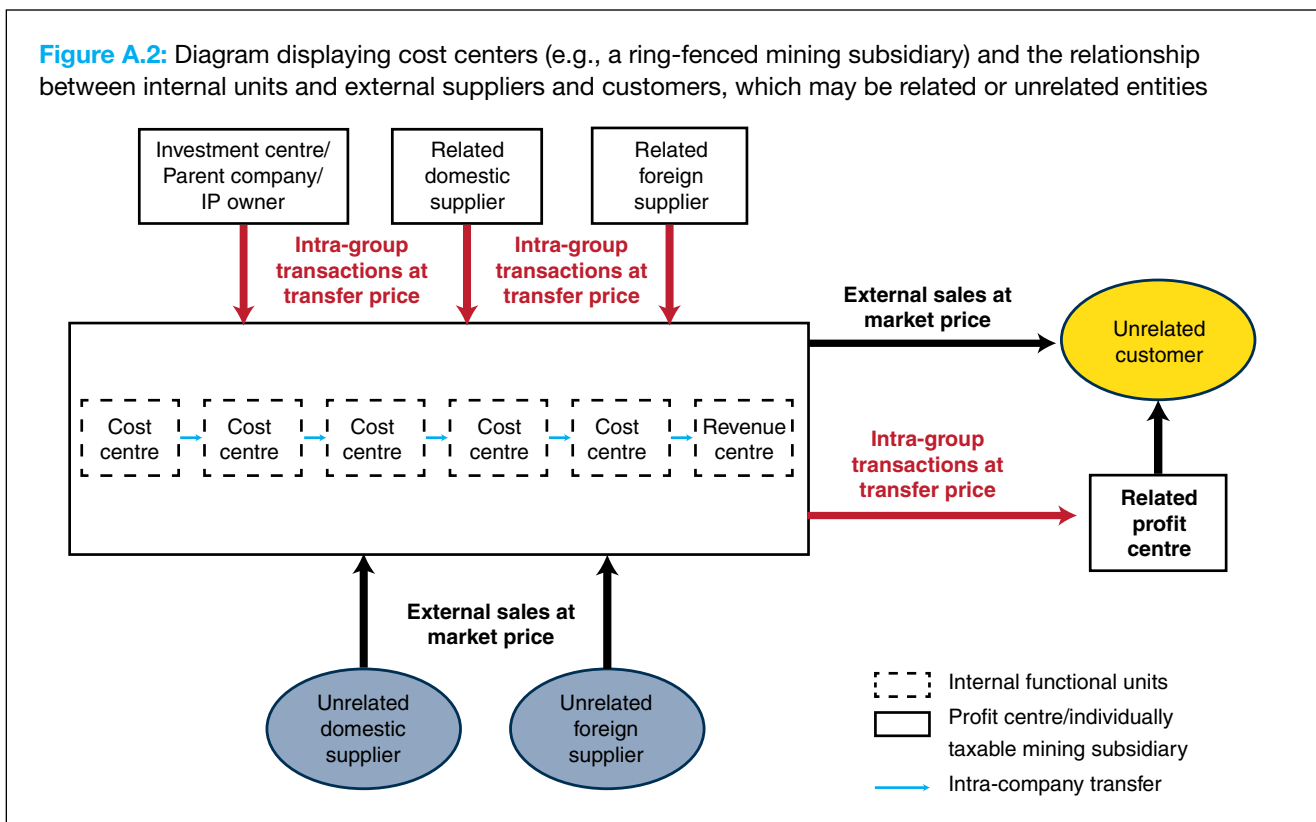 Figure A.2: Diagram displaying cost centers (e.g., a ring-fenced mining subsidiary) and the relationship
between internal units and external suppliers and customers, which may be related or unrelated entities
Investment centre/
Parent company/
IP owner
Related
domestic
supplier
Related
foreign
supplier
Intra-group
transactions at
transfer price
Intra-group
transactions at
transfer price
External sales at
market price
Unrelated
customer
Cost
centre
Cost
centre
Cost
centre
Cost
centre
Cost
centre
Revenue
centre
Intra-group
transactions at
transfer price
Related
profit
centre
External sales at
market price
Unrelated
domestic
supplier
Unrelated
foreign
supplier
Internal functional units
Profit centre/individually
taxable mining subsidiary
Intra-company transfer